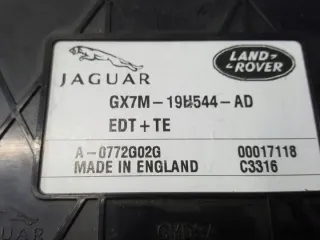 JAGUAR
LAND-
ROVER
GX7M-19H544-AD
EDT+TE
A-0772G02G 00017118
MADE IN ENGLAND C3316